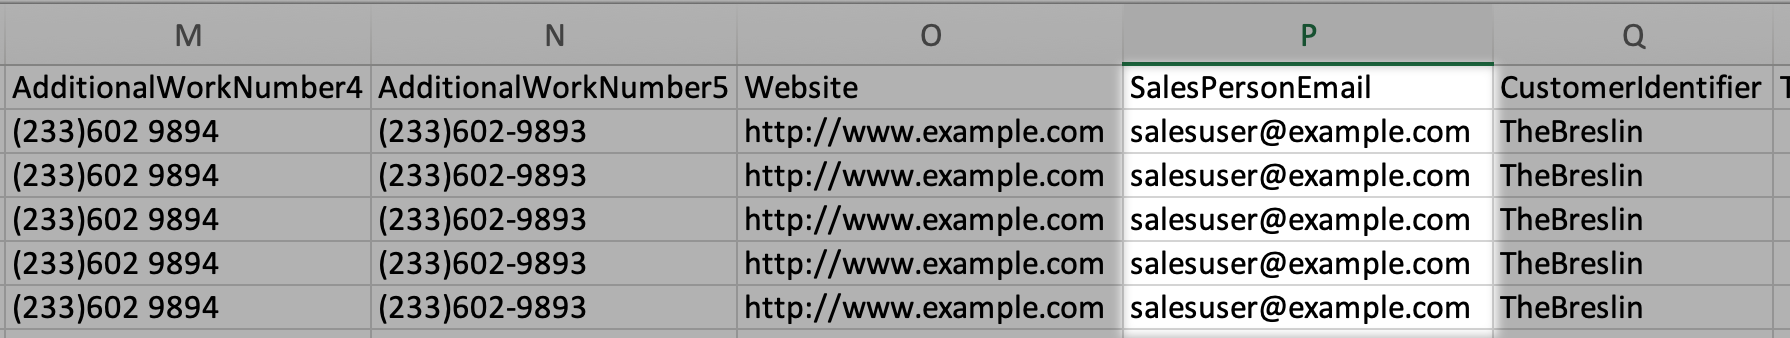 M N O P Q
AdditionalWorkNumber4 AdditionalWorkNumber5 Website SalesPersonEmail CustomerIdentifier T
(233)602 9894 (233)602-9893 http://www.example.com salesuser@example.com TheBreslin
(233)602 9894 (233)602-9893 http://www.example.com salesuser@example.com TheBreslin
(233)602 9894 (233)602-9893 http://www.example.com salesuser@example.com TheBreslin
(233)602 9894 (233)602-9893 http://www.example.com salesuser@example.com TheBreslin
(233)602 9894 (233)602-9893 http://www.example.com salesuser@example.com TheBreslin